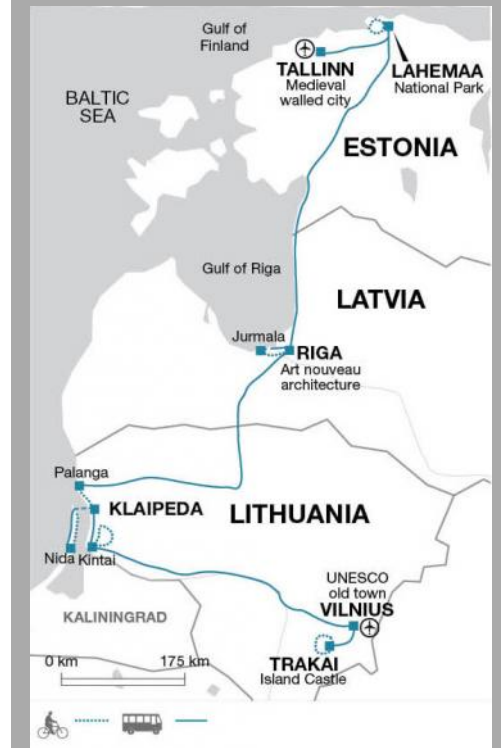 Gulf of
Finland
TALLINN
Medieval
walled city
LAHEMAA
National Park
BALTIC
SEA
ESTONIA
Gulf of Riga
LATVIA
Jurmala
RIGA
Art nouveau
architecture
Palanga
KLAIPEDA
LITHUANIA
Nida Kintai
UNESCO
old town
VILNIUS
KALININGRAD
TRAKAI
Island Castle
0 km 175 km